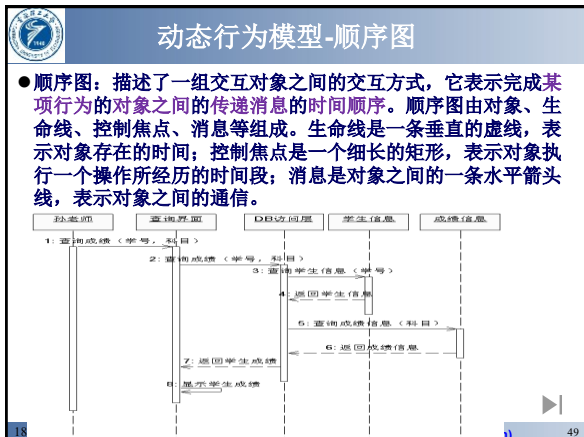 动态行为模型-顺序图
●顺序图：描述了一组交互对象之间的交互方式，它表示完成某
项行为的对象之间的传递消息的时间顺序。顺序图由对象、生
命线、控制焦点、消息等组成。生命线是一条垂直的虚线，表
示对象存在的时间；控制焦点是一个细长的矩形，表示对象执
行一个操作所经历的时间段；消息是对象之间的一条水平箭头
线，表示对象之间的通信。
孙老师 查询界面 DB访问层 学生信息 成绩信息
1: 查询成绩（学号，科目）
2: 查询成绩（学号，科目）
3: 查询学生信息（学号）
4: 返回学生信息
5: 查询成绩信息（科目）
6: 返回成绩信息
7: 返回学生成绩
8: 显示学生成绩
18 49